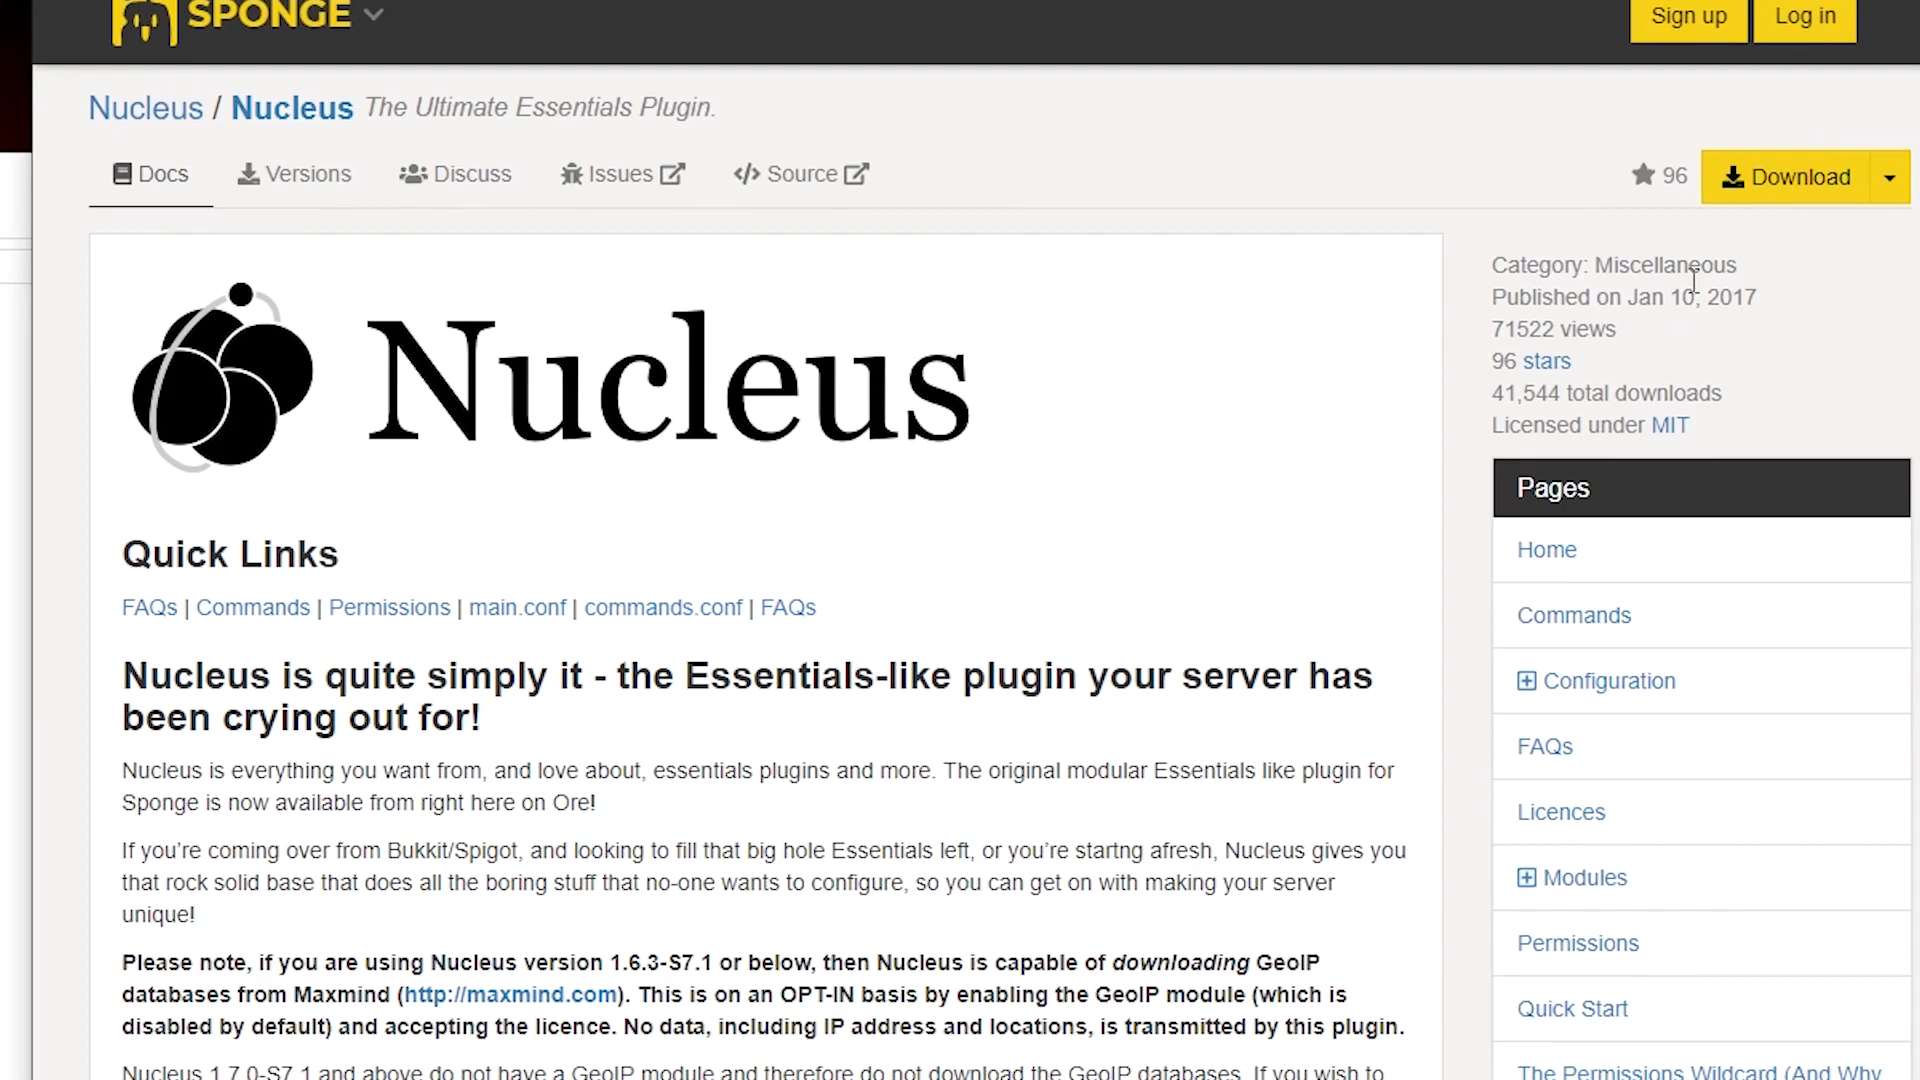 SPONGE
Sign up
Log in
Nucleus / Nucleus The Ultimate Essentials Plugin.
Docs
Versions
Discuss
Issues
Source
96
Download
Nucleus
Category: Miscellaneous
Published on Jan 10, 2017
71522 views
96 stars
41,544 total downloads
Licensed under MIT
Quick Links
FAQs | Commands | Permissions | main.conf | commands.conf | FAQs
Nucleus is quite simply it - the Essentials-like plugin your server has
been crying out for!
Nucleus is everything you want from, and love about, essentials plugins and more. The original modular Essentials like plugin for
Sponge is now available from right here on Ore!
If you’re coming over from Bukkit/Spigot, and looking to fill that big hole Essentials left, or you’re startng afresh, Nucleus gives you
that rock solid base that does all the boring stuff that no-one wants to configure, so you can get on with making your server
unique!
Please note, if you are using Nucleus version 1.6.3-S7.1 or below, then Nucleus is capable of downloading GeoIP
databases from Maxmind (http://maxmind.com). This is on an OPT-IN basis by enabling the GeoIP module (which is
disabled by default) and accepting the licence. No data, including IP address and locations, is transmitted by this plugin.
Nucleus 1.7.0-S7.1 and above do not have a GeoIP module and therefore do not download the GeoIP databases. If you wish to
Pages
Home
Commands
Configuration
FAQs
Licences
Modules
Permissions
Quick Start
The Permissions Wildcard (And Why